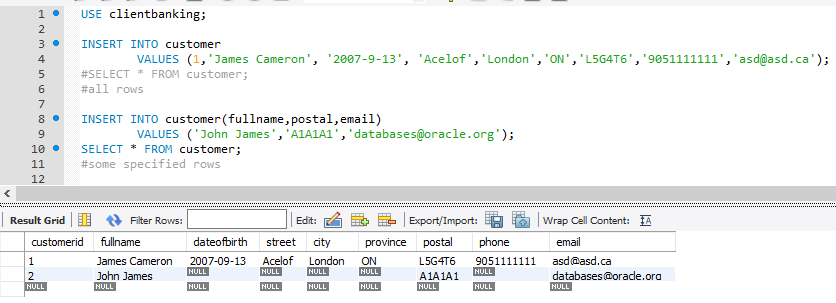 1 USE clientbanking;
2
3 INSERT INTO customer
4 VALUES (1,'James Cameron', '2007-9-13', 'Acelof','London','ON','L5G4T6','9051111111','asd@asd.ca');
5 #SELECT * FROM customer;
6 #all rows
7
8 INSERT INTO customer(fullname,postal,email)
9 VALUES ('John James','A1A1A1','databases@oracle.org');
10 SELECT * FROM customer;
11 #some specified rows
12
Result Grid Filter Rows: Edit: Export/Import: Wrap Cell Content: IA
customerid fullname dateofbirth street city province postal phone email
1 James Cameron 2007-09-13 Acelof London ON L5G4T6 9051111111 asd@asd.ca
2 John James NULL NULL NULL NULL A1A1A1 NULL databases@oracle.org
NULL NULL NULL NULL NULL NULL NULL NULL NULL